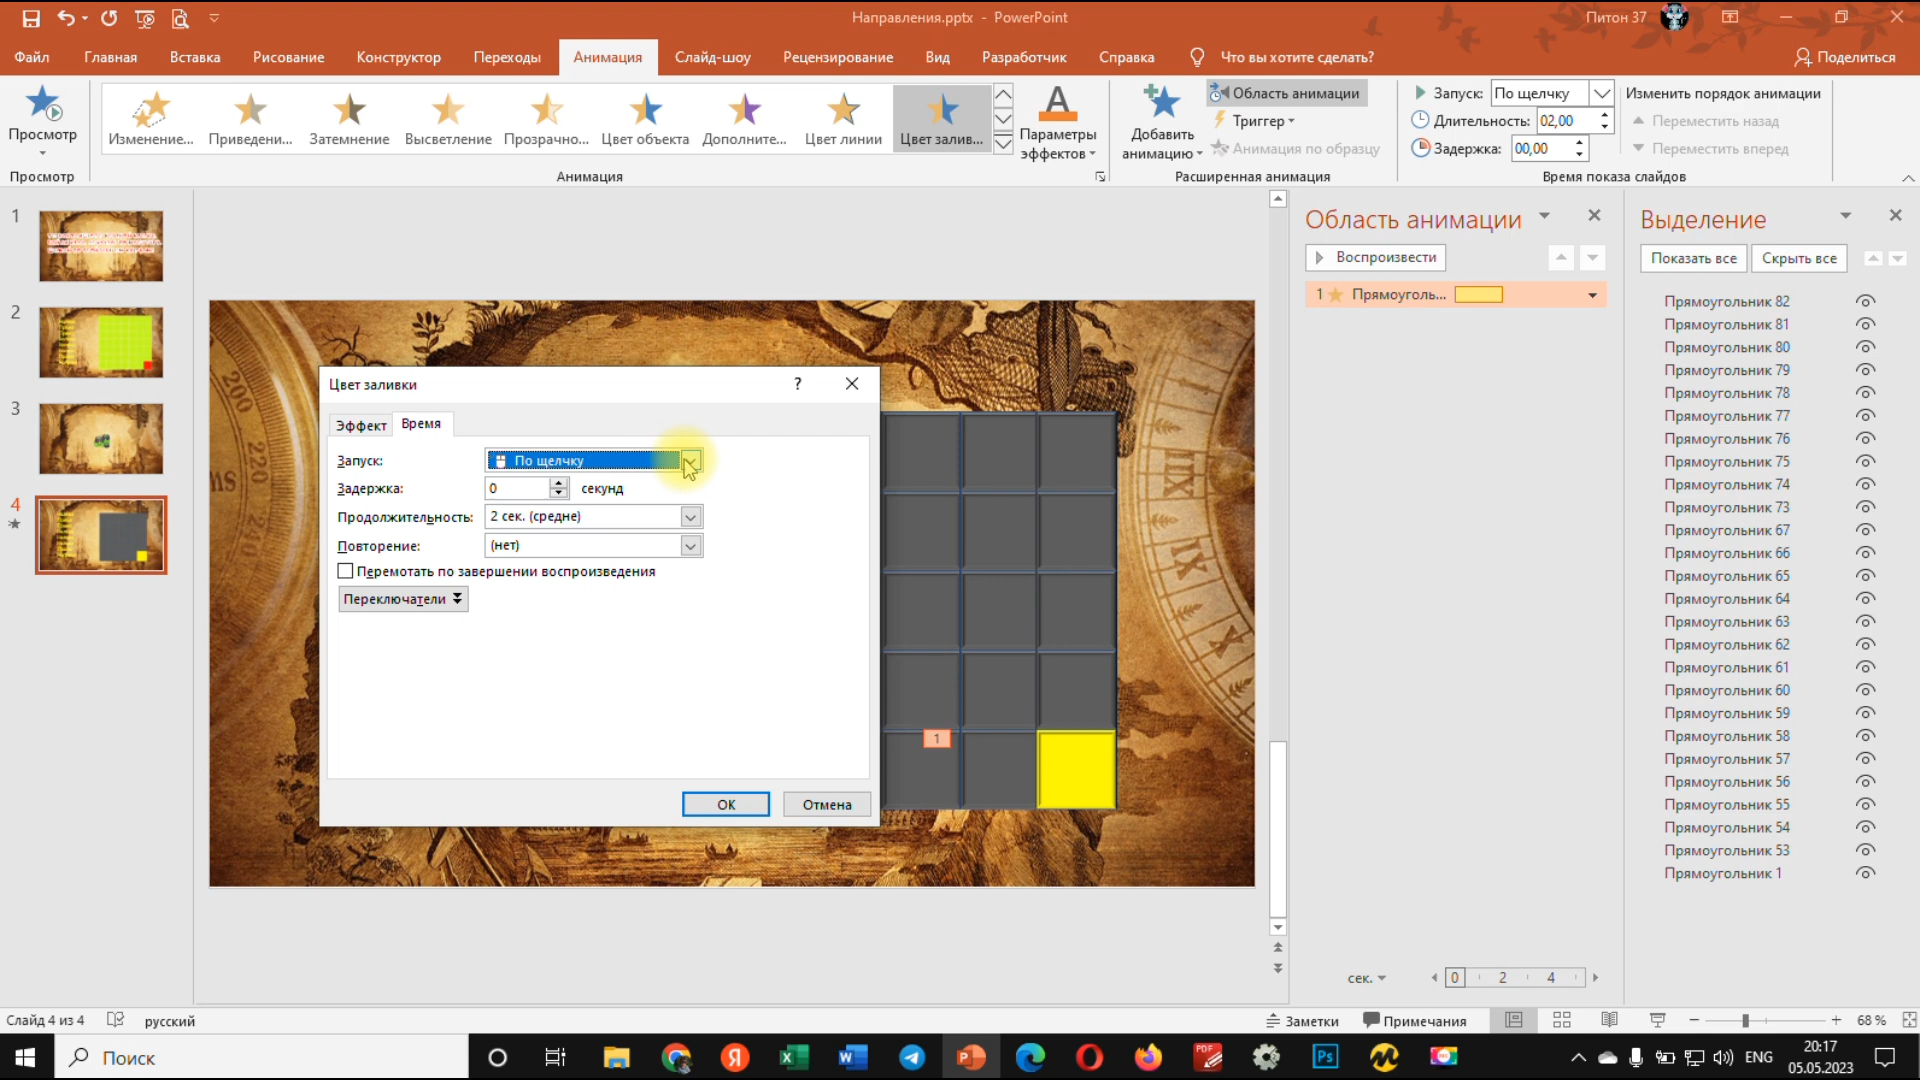 Направления.pptx - PowerPoint
Питон 37
Файл Главная Вставка Рисование Конструктор Переходы Анимация Слайд-шоу Рецензирование Вид Разработчик Справка Что вы хотите сделать? Поделиться
Просмотр
Изменение... Приведени... Затемнение Высветление Прозрачно... Цвет объекта Дополните... Цвет линии Цвет залив...
Параметры
эффектов
Добавить
анимацию
Область анимации
Триггер
Анимация по образцу
Запуск: По щелчку
Длительность: 02,00
Задержка: 00,00
Изменить порядок анимации
Переместить назад
Переместить вперед
Просмотр
Анимация
Расширенная анимация
Время показа слайдов
1
2
3
4
Цвет заливки ?
Эффект Время
Запуск: По щелчку
Задержка: 0 секунд
Продолжительность: 2 сек. (средне)
Повторение: (нет)
Перемотать по завершении воспроизведения
Переключатели
ОК Отмена
200
220
1
Область анимации
Воспроизвести
1 Прямоуголь...
сек. 0 2 4
Выделение
Показать все Скрыть все
Прямоугольник 82
Прямоугольник 81
Прямоугольник 80
Прямоугольник 79
Прямоугольник 78
Прямоугольник 77
Прямоугольник 76
Прямоугольник 75
Прямоугольник 74
Прямоугольник 73
Прямоугольник 67
Прямоугольник 66
Прямоугольник 65
Прямоугольник 64
Прямоугольник 63
Прямоугольник 62
Прямоугольник 61
Прямоугольник 60
Прямоугольник 59
Прямоугольник 58
Прямоугольник 57
Прямоугольник 56
Прямоугольник 55
Прямоугольник 54
Прямоугольник 53
Прямоугольник 1
Слайд 4 из 4 русский Заметки Примечания 68 %
Поиск
ENG
20:17
05.05.2023